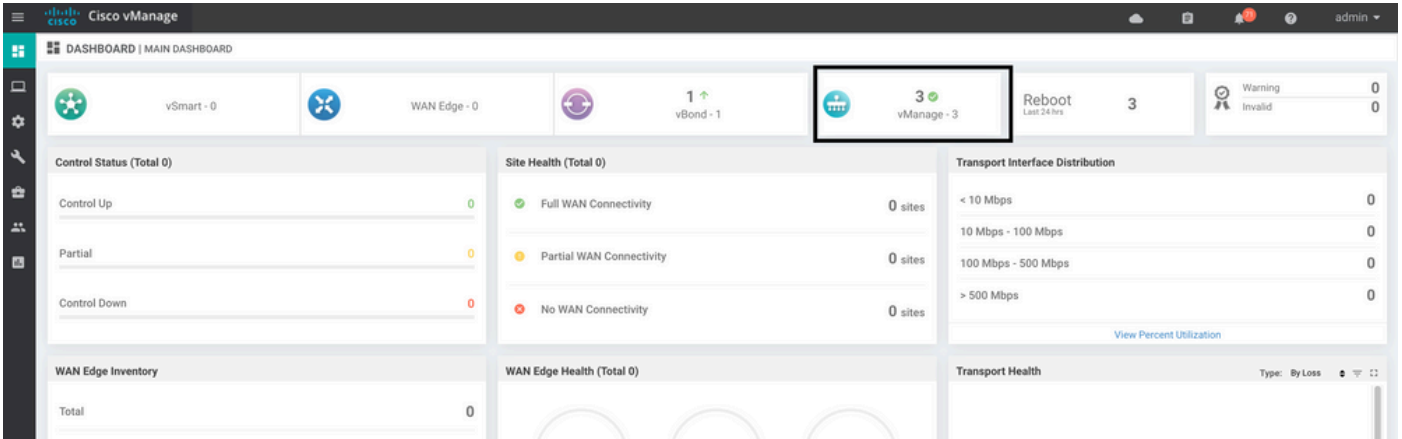 CISCO
Cisco vManage
admin
DASHBOARD | MAIN DASHBOARD
vSmart - 0
WAN Edge - 0
1
vBond - 1
3
vManage - 3
Reboot
Last 24 hrs
3
Warning 0
Invalid 0
Control Status (Total 0)
Control Up 0
Partial 0
Control Down 0
Site Health (Total 0)
Full WAN Connectivity 0 sites
Partial WAN Connectivity 0 sites
No WAN Connectivity 0 sites
Transport Interface Distribution
< 10 Mbps 0
10 Mbps - 100 Mbps 0
100 Mbps - 500 Mbps 0
> 500 Mbps 0
View Percent Utilization
WAN Edge Inventory
Total 0
WAN Edge Health (Total 0)
Transport Health
Type: By Loss